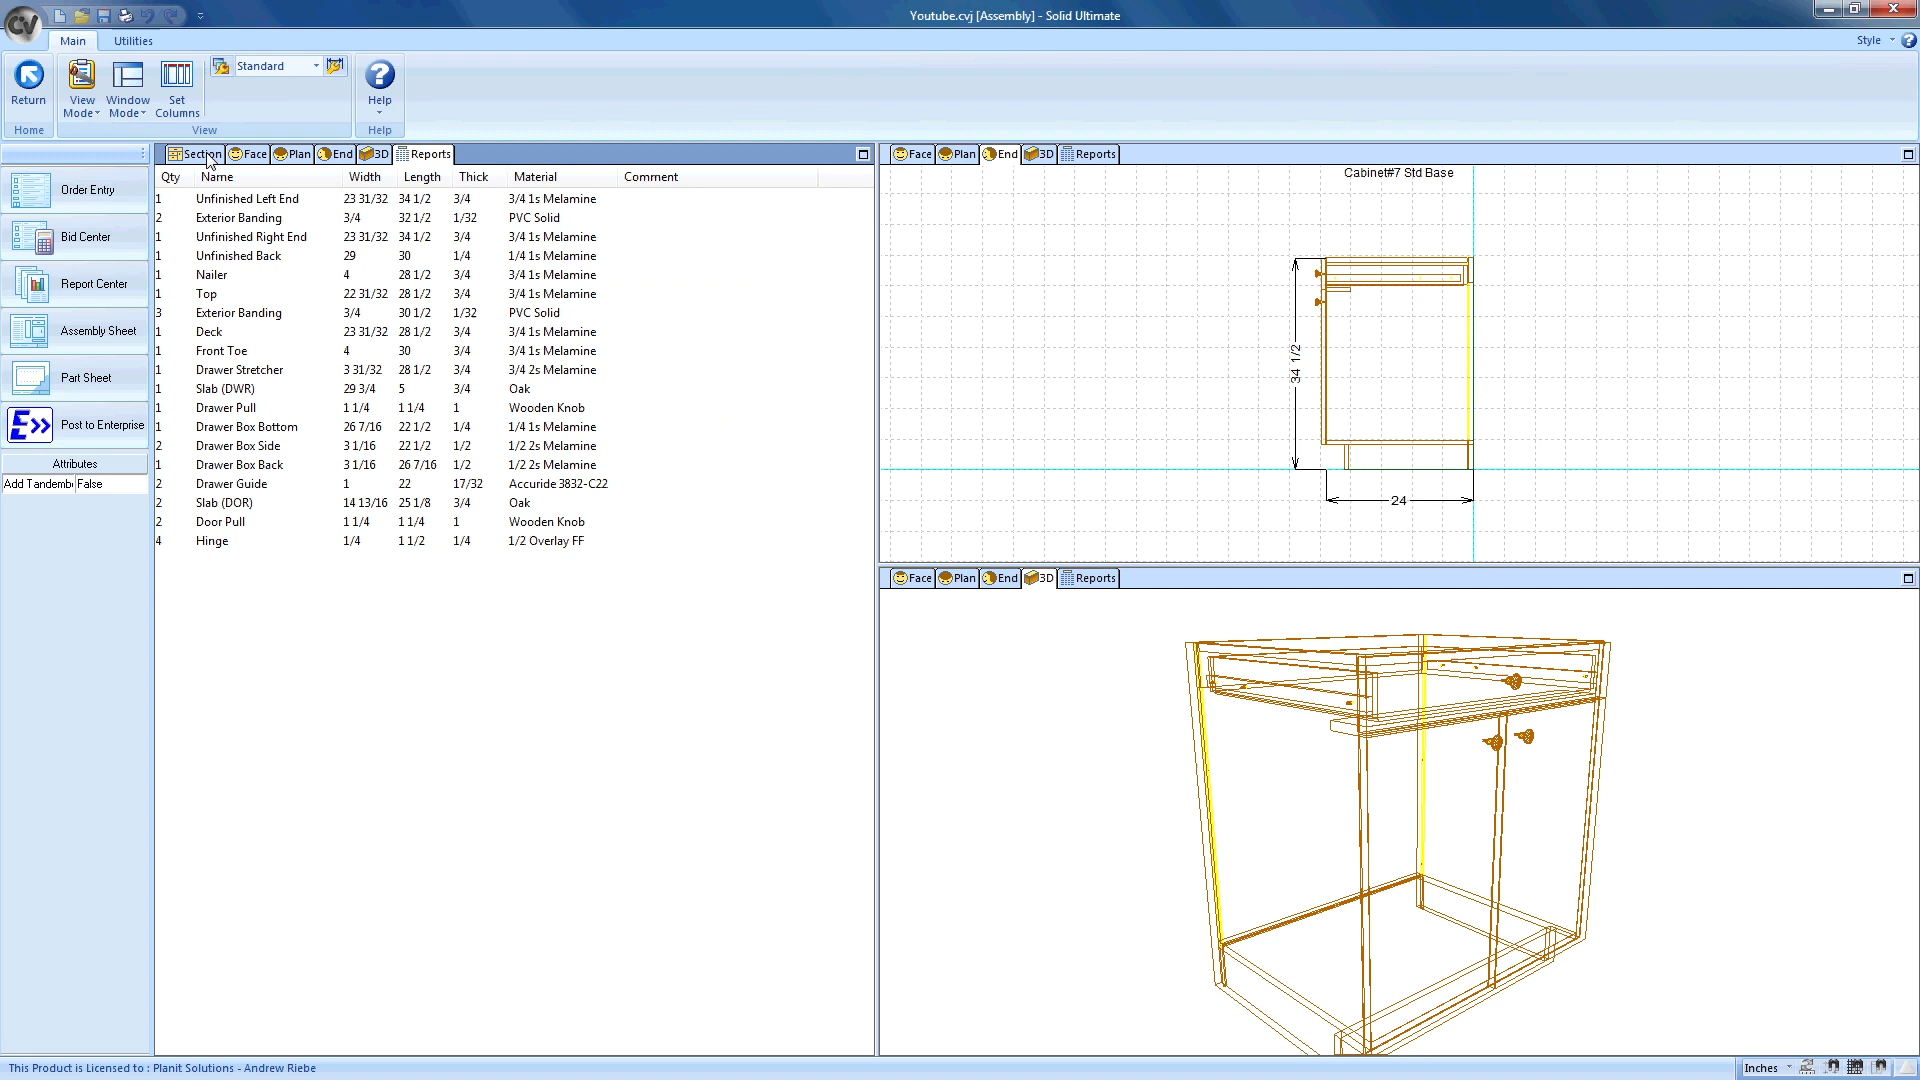 Youtube.cvj [Assembly] - Solid Ultimate
Main Utilities Style
Return
View Mode
Window Mode
Set Columns
Standard
Help
Home View Help
Section Face Plan End 3D Reports
Qty Name Width Length Thick Material Comment
1 Unfinished Left End 23 31/32 34 1/2 3/4 3/4 1s Melamine
2 Exterior Banding 3/4 32 1/2 1/32 PVC Solid
1 Unfinished Right End 23 31/32 34 1/2 3/4 3/4 1s Melamine
1 Unfinished Back 29 30 1/4 1/4 1s Melamine
1 Nailer 4 28 1/2 3/4 3/4 1s Melamine
1 Top 22 31/32 28 1/2 3/4 3/4 1s Melamine
3 Exterior Banding 3/4 30 1/2 1/32 PVC Solid
1 Deck 23 31/32 28 1/2 3/4 3/4 1s Melamine
1 Front Toe 4 30 3/4 3/4 1s Melamine
1 Drawer Stretcher 3 31/32 28 1/2 3/4 3/4 2s Melamine
1 Slab (DWR) 29 3/4 5 3/4 Oak
1 Drawer Pull 1 1/4 1 1/4 1 Wooden Knob
1 Drawer Box Bottom 26 7/16 22 1/2 1/4 1/4 1s Melamine
2 Drawer Box Side 3 1/16 22 1/2 1/2 1/2 2s Melamine
1 Drawer Box Back 3 1/16 26 7/16 1/2 1/2 2s Melamine
2 Drawer Guide 1 22 17/32 Accuride 3832-C22
2 Slab (DOR) 14 13/16 25 1/8 3/4 Oak
2 Door Pull 1 1/4 1 1/4 1 Wooden Knob
4 Hinge 1/4 1 1/2 1/4 1/2 Overlay FF
Order Entry
Bid Center
Report Center
Assembly Sheet
Part Sheet
E>> Post to Enterprise
Attributes
Add Tandemb False
Face Plan End 3D Reports
Cabinet#7 Std Base
34 1/2
24
Face Plan End 3D Reports
This Product is Licensed to : Planit Solutions - Andrew Riebe
Inches